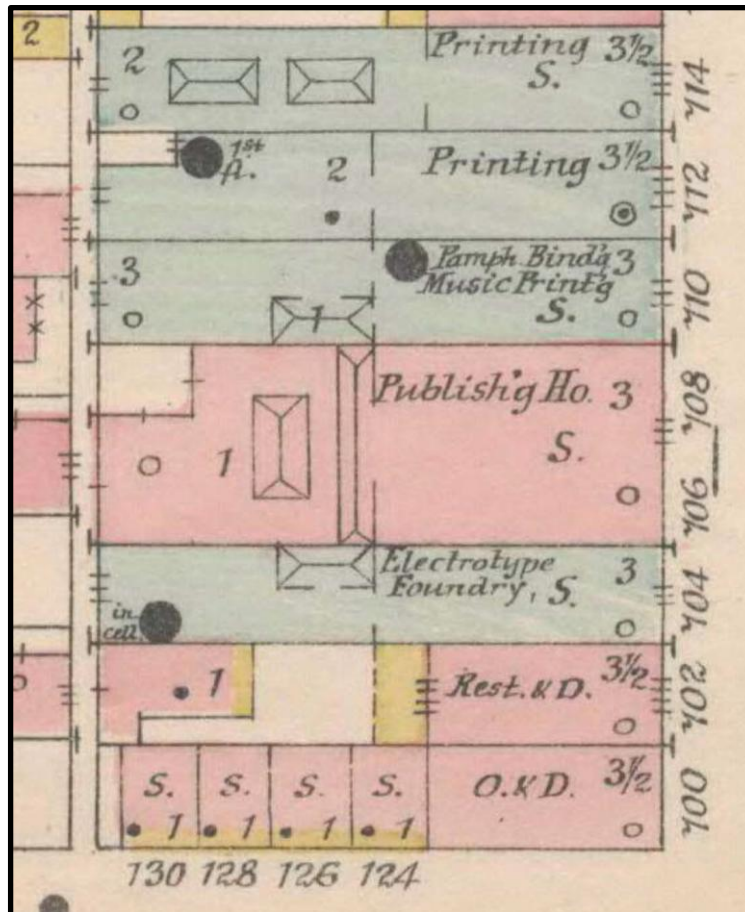 2
2
Printing 3½
S.
714
1st
fl.
2
Printing 3½
712
3
Pamph. Bind'g 3
Music Print'g
1
S.
710
Publish'g Ho. 3
1
S.
708
706
Electrotype
Foundry, S.
3
704
in
cell.
1
Rest. & D. 3½
702
S. S. S. S.
1 1 1 1
O. & D. 3½
700
130 128 126 124